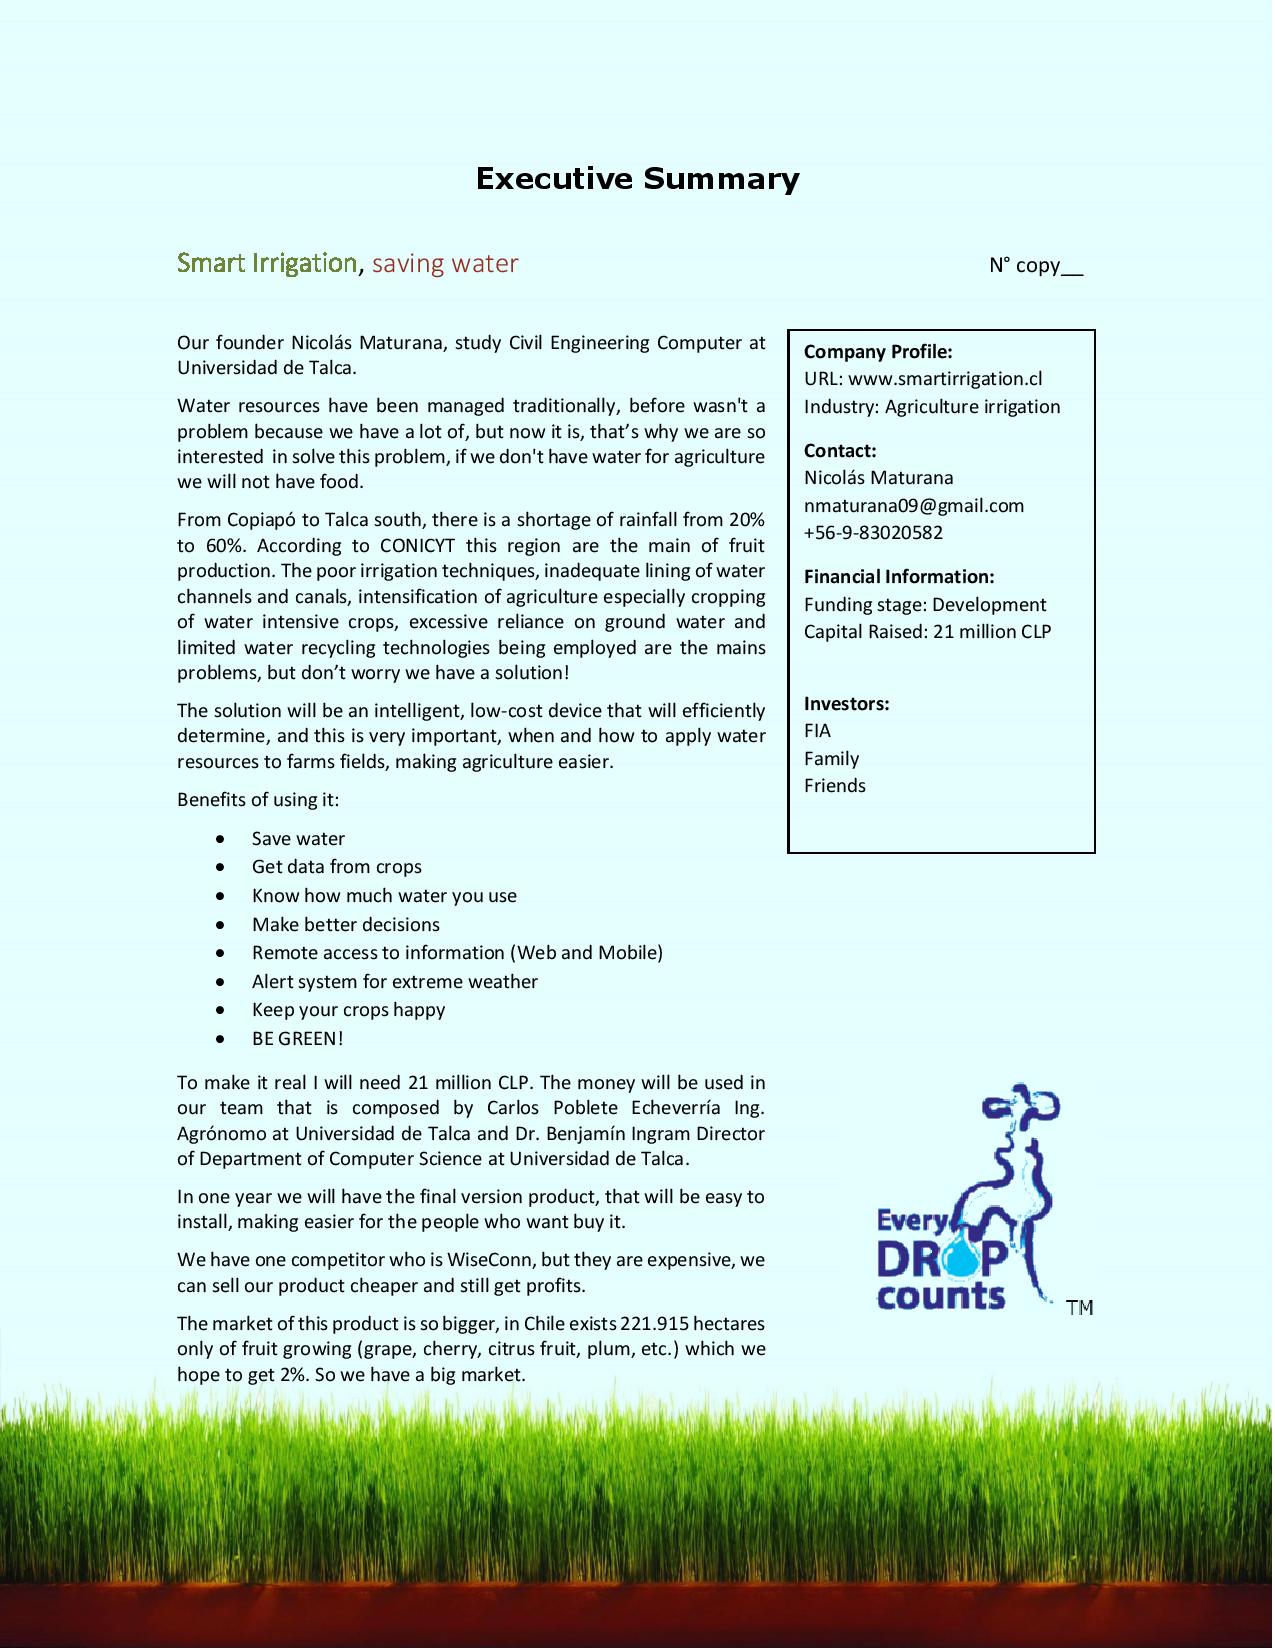 Executive Summary
Smart Irrigation, saving water
N° copy__
Our founder Nicolás Maturana, study Civil Engineering Computer at
Universidad de Talca.
Water resources have been managed traditionally, before wasn't a
problem because we have a lot of, but now it is, that’s why we are so
interested in solve this problem, if we don't have water for agriculture
we will not have food.
From Copiapó to Talca south, there is a shortage of rainfall from 20%
to 60%. According to CONICYT this region are the main of fruit
production. The poor irrigation techniques, inadequate lining of water
channels and canals, intensification of agriculture especially cropping
of water intensive crops, excessive reliance on ground water and
limited water recycling technologies being employed are the mains
problems, but don’t worry we have a solution!
The solution will be an intelligent, low-cost device that will efficiently
determine, and this is very important, when and how to apply water
resources to farms fields, making agriculture easier.
Benefits of using it:
• Save water
• Get data from crops
• Know how much water you use
• Make better decisions
• Remote access to information (Web and Mobile)
• Alert system for extreme weather
• Keep your crops happy
• BE GREEN!
To make it real I will need 21 million CLP. The money will be used in
our team that is composed by Carlos Poblete Echeverría Ing.
Agrónomo at Universidad de Talca and Dr. Benjamín Ingram Director
of Department of Computer Science at Universidad de Talca.
In one year we will have the final version product, that will be easy to
install, making easier for the people who want buy it.
We have one competitor who is WiseConn, but they are expensive, we
can sell our product cheaper and still get profits.
The market of this product is so bigger, in Chile exists 221.915 hectares
only of fruit growing (grape, cherry, citrus fruit, plum, etc.) which we
hope to get 2%. So we have a big market.
Company Profile:
URL: www.smartirrigation.cl
Industry: Agriculture irrigation
Contact:
Nicolás Maturana
nmaturana09@gmail.com
+56-9-83020582
Financial Information:
Funding stage: Development
Capital Raised: 21 million CLP
Investors:
FIA
Family
Friends
Every
DROP
counts
TM